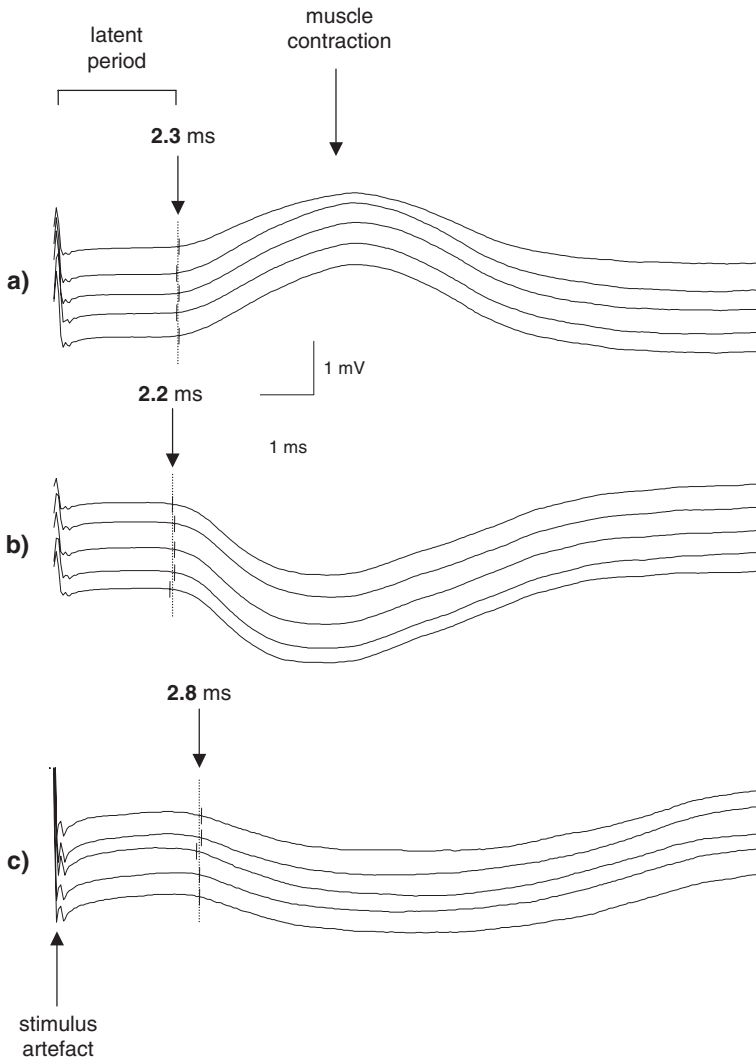 muscle
contraction
latent
period
2.3 ms
a)
1 mV
2.2 ms
1 ms
b)
2.8 ms
c)
stimulus
artefact